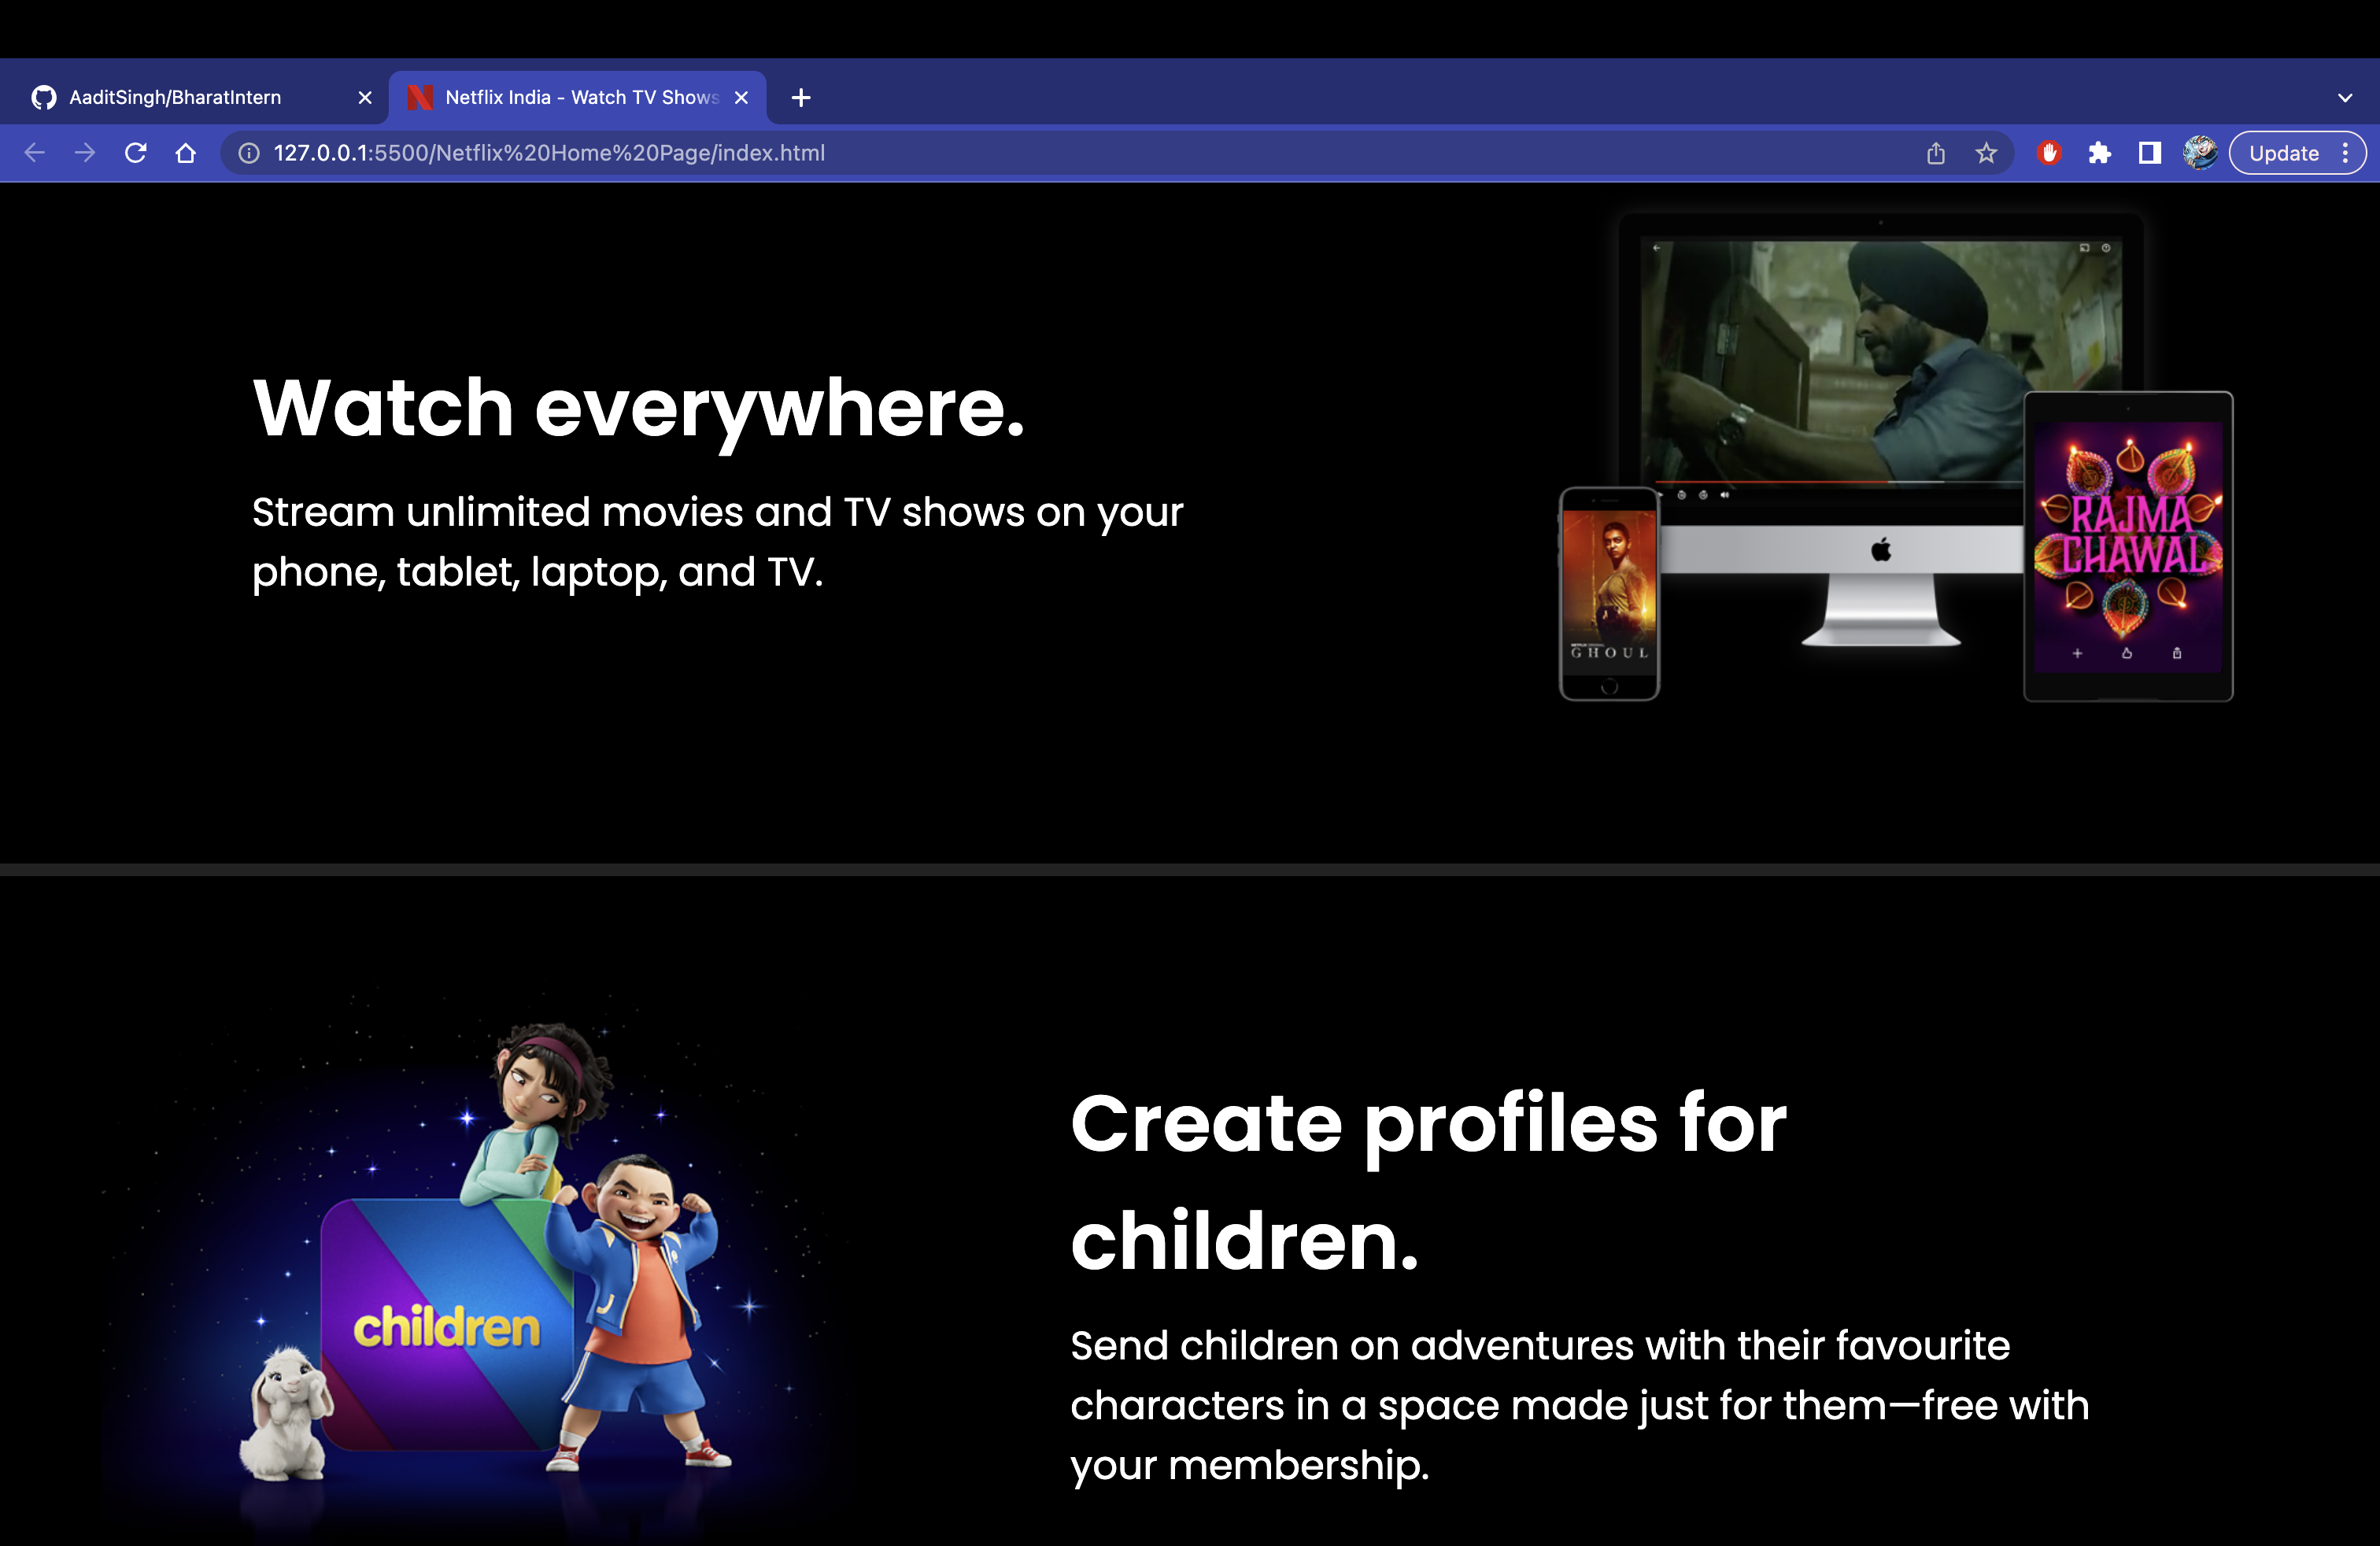 AaditSingh/BharatIntern
Netflix India - Watch TV Shows
127.0.0.1:5500/Netflix%20Home%20Page/index.html
Update
Watch everywhere.
Stream unlimited movies and TV shows on your
phone, tablet, laptop, and TV.
RAJMA
CHAWAL
GHOUL
Create profiles for
children.
Send children on adventures with their favourite
characters in a space made just for them—free with
your membership.
children